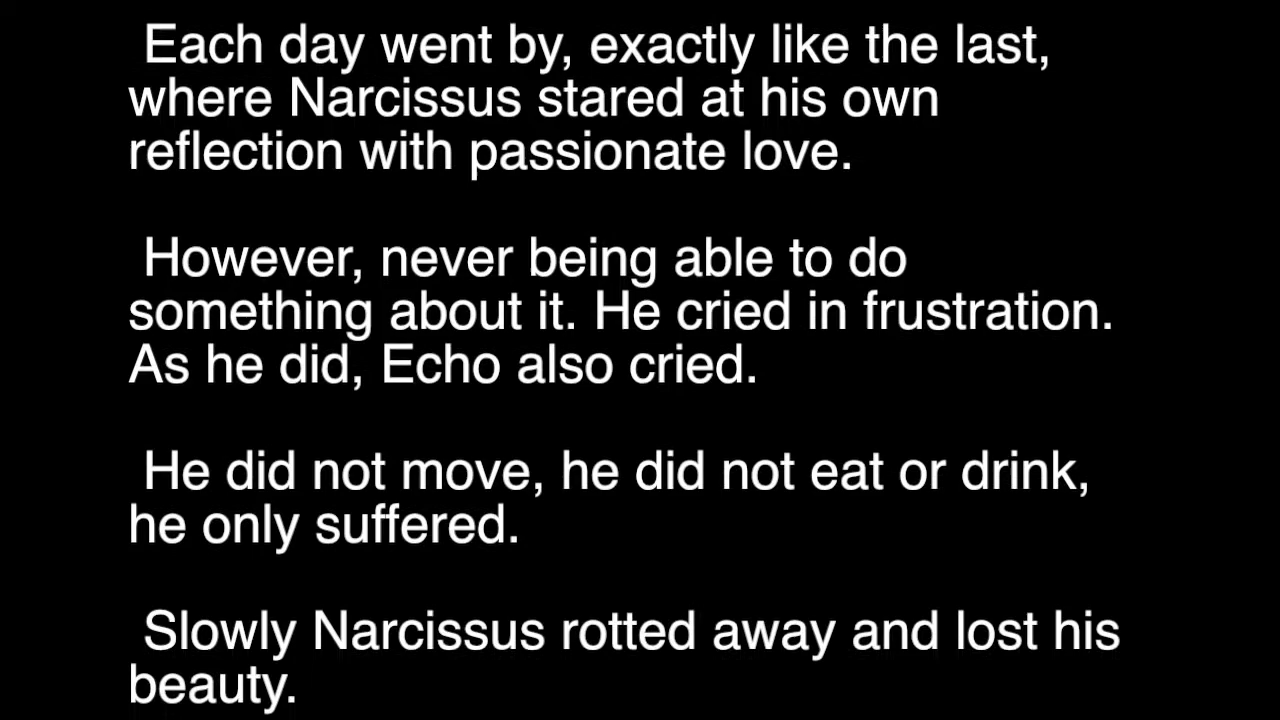 Each day went by, exactly like the last,
where Narcissus stared at his own
reflection with passionate love.
However, never being able to do
something about it. He cried in frustration.
As he did, Echo also cried.
He did not move, he did not eat or drink,
he only suffered.
Slowly Narcissus rotted away and lost his
beauty.